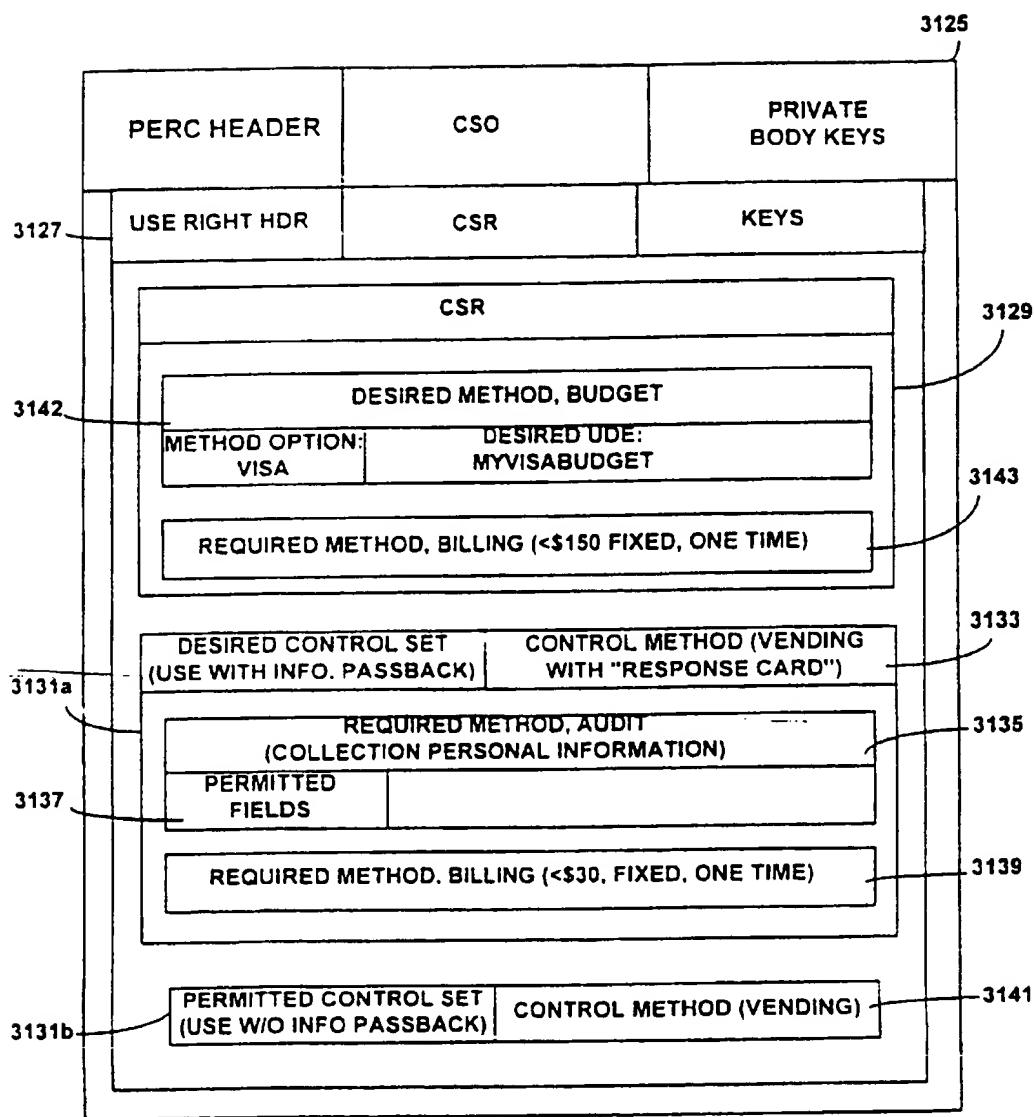 3125
PERC HEADER
CSO
PRIVATE
BODY KEYS
3127
USE RIGHT HDR
CSR
KEYS
CSR
3129
DESIRED METHOD, BUDGET
3142
METHOD OPTION:
VISA
DESIRED UDE:
MYVISABUDGET
3143
REQUIRED METHOD, BILLING (<$150 FIXED, ONE TIME)
3133
DESIRED CONTROL SET
(USE WITH INFO. PASSBACK)
CONTROL METHOD (VENDING
WITH "RESPONSE CARD")
3131a
REQUIRED METHOD, AUDIT
(COLLECTION PERSONAL INFORMATION)
3135
3137
PERMITTED
FIELDS
REQUIRED METHOD. BILLING (<$30, FIXED, ONE TIME)
3139
PERMITTED CONTROL SET
(USE W/O INFO PASSBACK)
CONTROL METHOD (VENDING)
3141
3131b